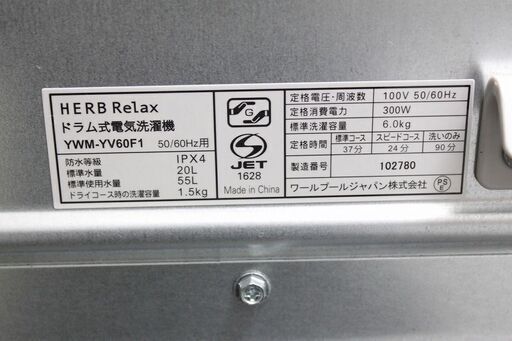 HERB Relax
ドラム式電気洗濯機
YWM-YV60F1 50/60Hz用
防水等級 IPX4
標準水量 20L
標準使用水量 55L
ドライコース時の洗濯容量 1.5kg
G
S
JET
1628
Made in China
定格電圧・周波数 100V 50/60Hz
定格消費電力 300W
標準洗濯容量 6.0kg
標準時間 標準コース スピードコース 洗いのみ
37分 24分 90分
製造番号 102780
ワールプールジャパン株式会社
PS
E